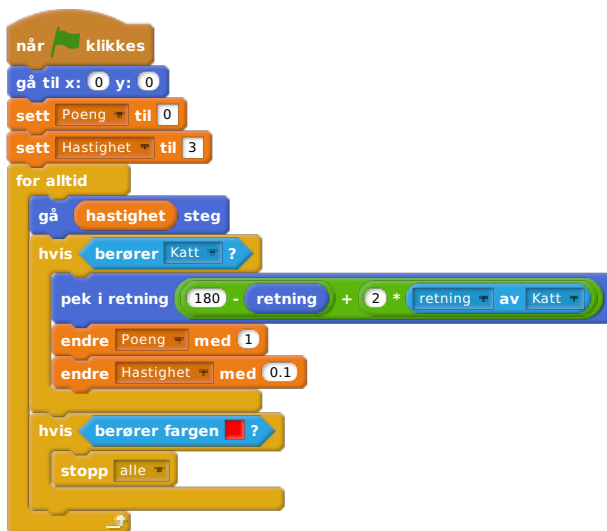 når klikkes
gå til x: 0 y: 0
sett Poeng til 0
sett Hastighet til 3
for alltid
gå hastighet steg
hvis berører Katt ?
pek i retning 180 - retning + 2 * retning av Katt
endre Poeng med 1
endre Hastighet med 0.1
hvis berører fargen ?
stopp alle